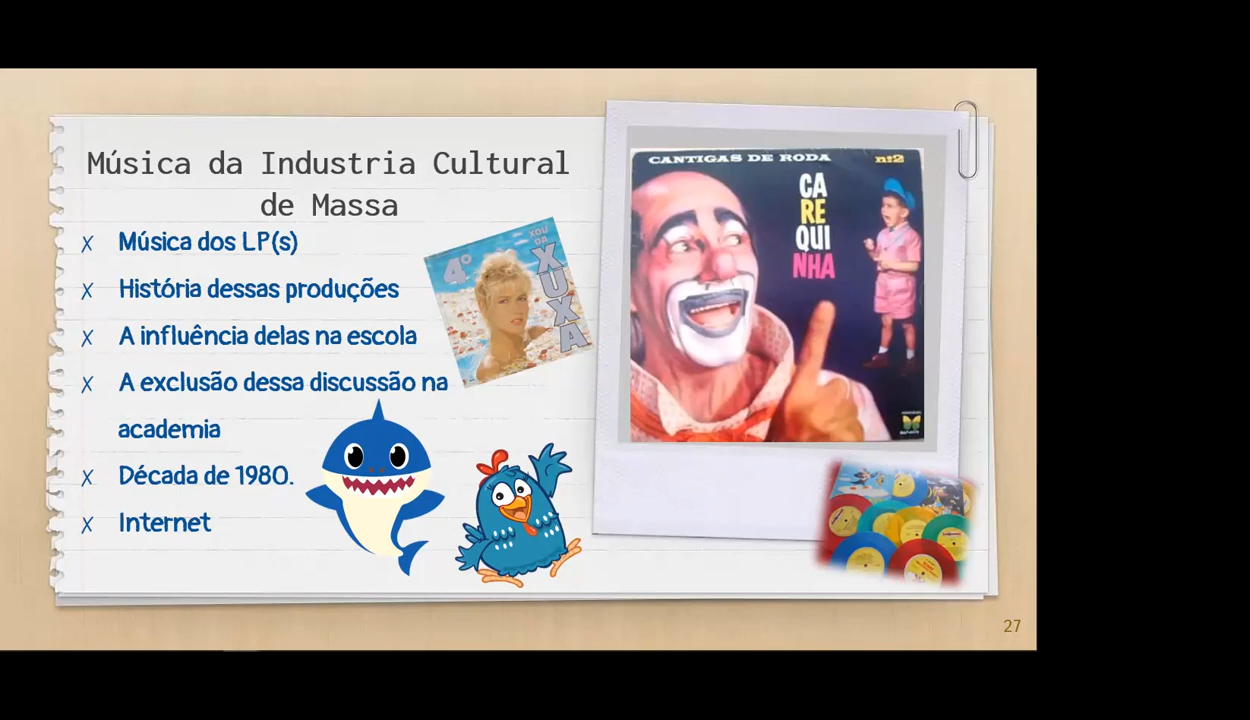 Música da Industria Cultural
de Massa
Música dos LP(s)
História dessas produções
A influência delas na escola
A exclusão dessa discussão na
academia
Década de 1980.
Internet
4º
XOU
DA
XUXA
CANTIGAS DE RODA nº2
CA
RE
QUI
NHA
27